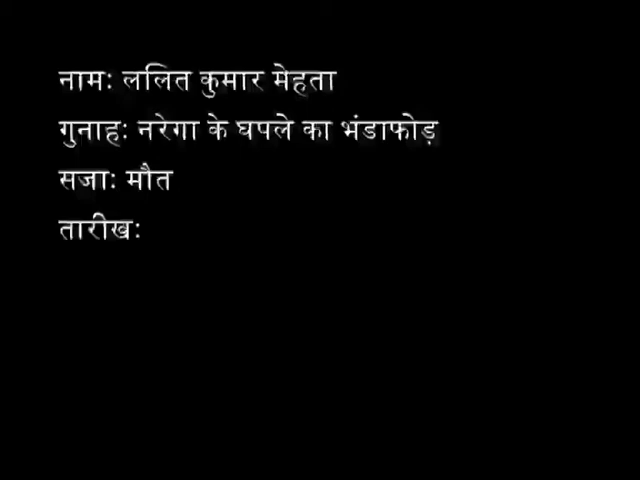 नाम: ललित कुमार मेहता
गुनाह: नरेगा के घपले का भंडाफोड़
सजा: मौत
तारीख: